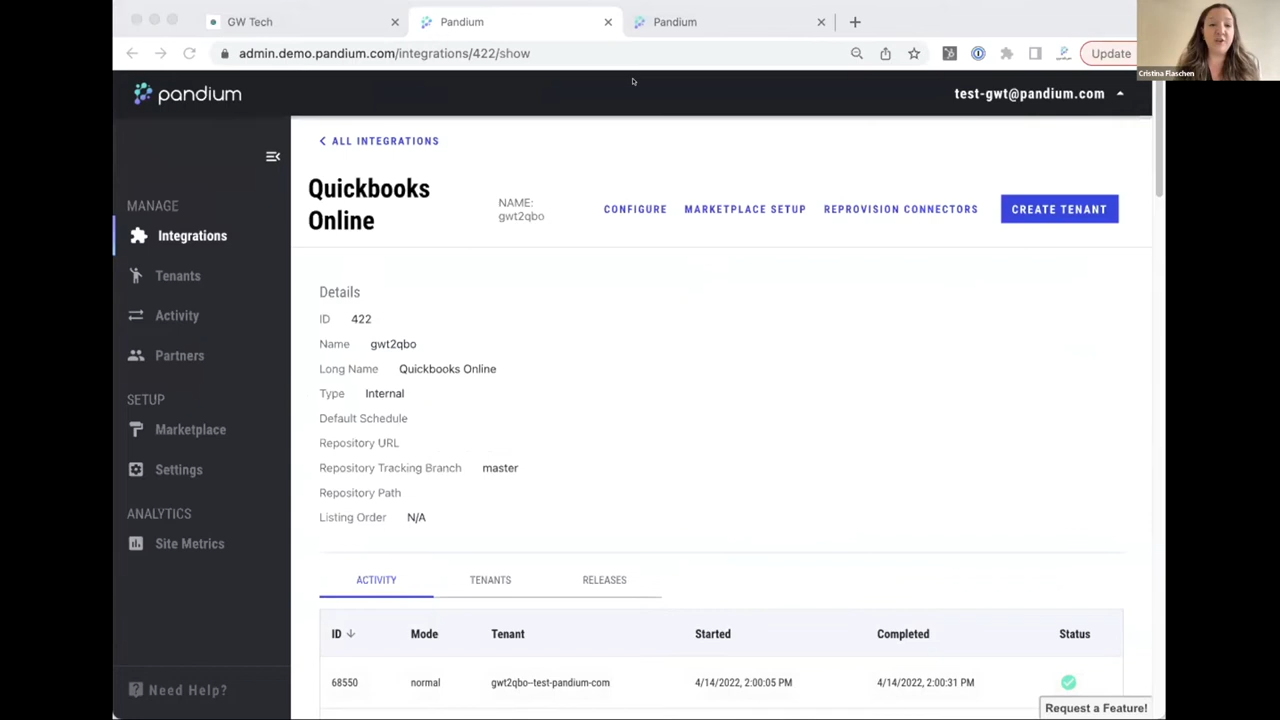 GW Tech
Pandium
Pandium
admin.demo.pandium.com/integrations/422/show
Update
Cristina Flaschen
pandium
test-gwt@pandium.com
ALL INTEGRATIONS
Quickbooks
Online
NAME:
gwt2qbo
CONFIGURE
MARKETPLACE SETUP
REPROVISION CONNECTORS
CREATE TENANT
MANAGE
Integrations
Tenants
Activity
Partners
SETUP
Marketplace
Settings
ANALYTICS
Site Metrics
Need Help?
Details
ID 422
Name gwt2qbo
Long Name Quickbooks Online
Type Internal
Default Schedule
Repository URL
Repository Tracking Branch master
Repository Path
Listing Order N/A
ACTIVITY TENANTS RELEASES
ID Mode Tenant Started Completed Status
68550 normal gwt2qbo--test-pandium-com 4/14/2022, 2:00:05 PM 4/14/2022, 2:00:31 PM
Request a Feature!